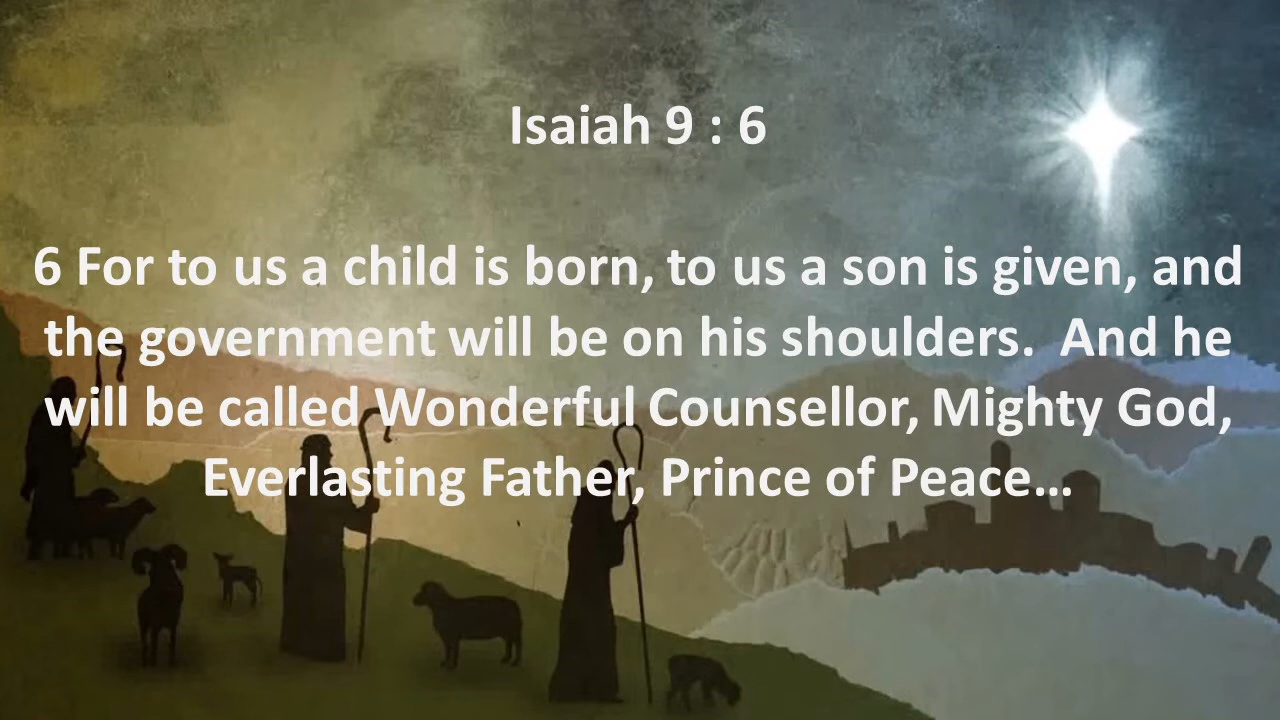 Isaiah 9 : 6
6 For to us a child is born, to us a son is given, and
the government will be on his shoulders.  And he
will be called Wonderful Counsellor, Mighty God,
Everlasting Father, Prince of Peace…